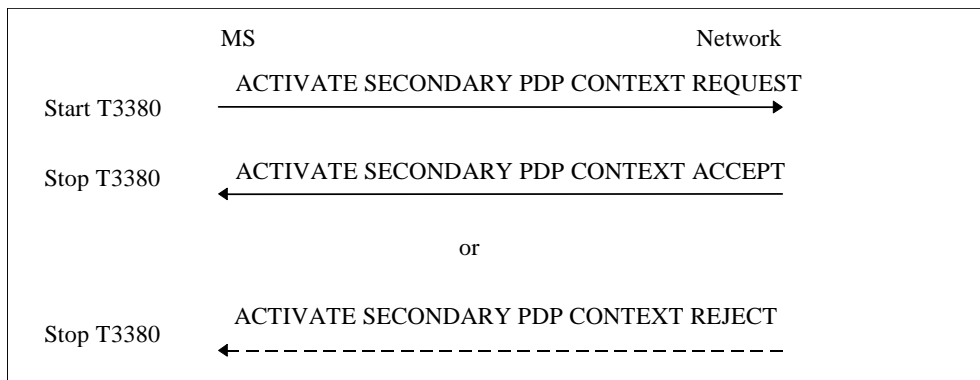 MS Network
ACTIVATE SECONDARY PDP CONTEXT REQUEST
Start T3380
ACTIVATE SECONDARY PDP CONTEXT ACCEPT
Stop T3380
or
ACTIVATE SECONDARY PDP CONTEXT REJECT
Stop T3380